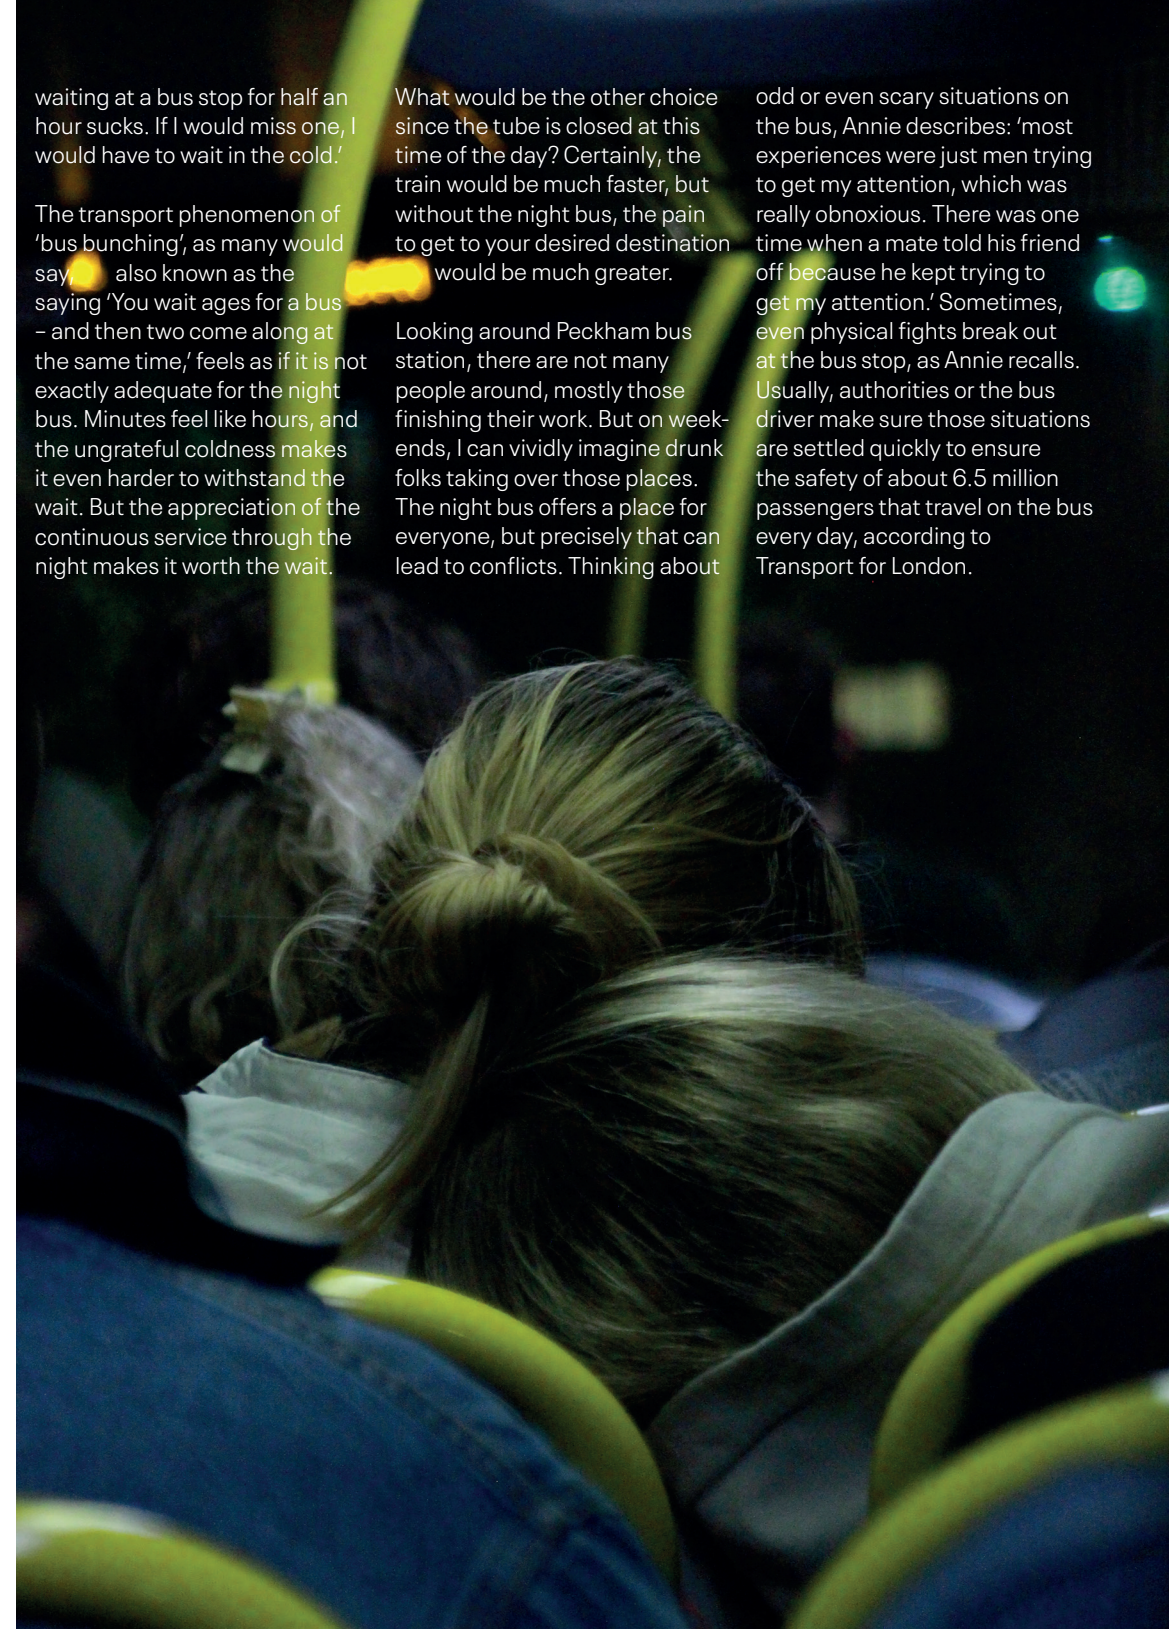 waiting at a bus stop for half an
hour sucks. If I would miss one, I
would have to wait in the cold.’
The transport phenomenon of
‘bus bunching’, as many would
say, also known as the
saying ‘You wait ages for a bus
– and then two come along at
the same time,’ feels as if it is not
exactly adequate for the night
bus. Minutes feel like hours, and
the ungrateful coldness makes
it even harder to withstand the
wait. But the appreciation of the
continuous service through the
night makes it worth the wait.
What would be the other choice
since the tube is closed at this
time of the day? Certainly, the
train would be much faster, but
without the night bus, the pain
to get to your desired destination
would be much greater.
Looking around Peckham bus
station, there are not many
people around, mostly those
finishing their work. But on week-
ends, I can vividly imagine drunk
folks taking over those places.
The night bus offers a place for
everyone, but precisely that can
lead to conflicts. Thinking about
odd or even scary situations on
the bus, Annie describes: ‘most
experiences were just men trying
to get my attention, which was
really obnoxious. There was one
time when a mate told his friend
off because he kept trying to
get my attention.’ Sometimes,
even physical fights break out
at the bus stop, as Annie recalls.
Usually, authorities or the bus
driver make sure those situations
are settled quickly to ensure
the safety of about 6.5 million
passengers that travel on the bus
every day, according to
Transport for London.